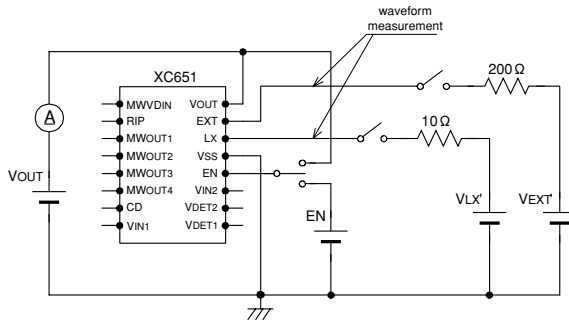 waveform
measurement
XC651
200Ω
10Ω
A
MWVDIN
RIP
MWOUT1
MWOUT2
MWOUT3
MWOUT4
CD
VIN1
VOUT
EXT
LX
VSS
EN
VIN2
VDET2
VDET1
VOUT
EN
VLX'
VEXT'